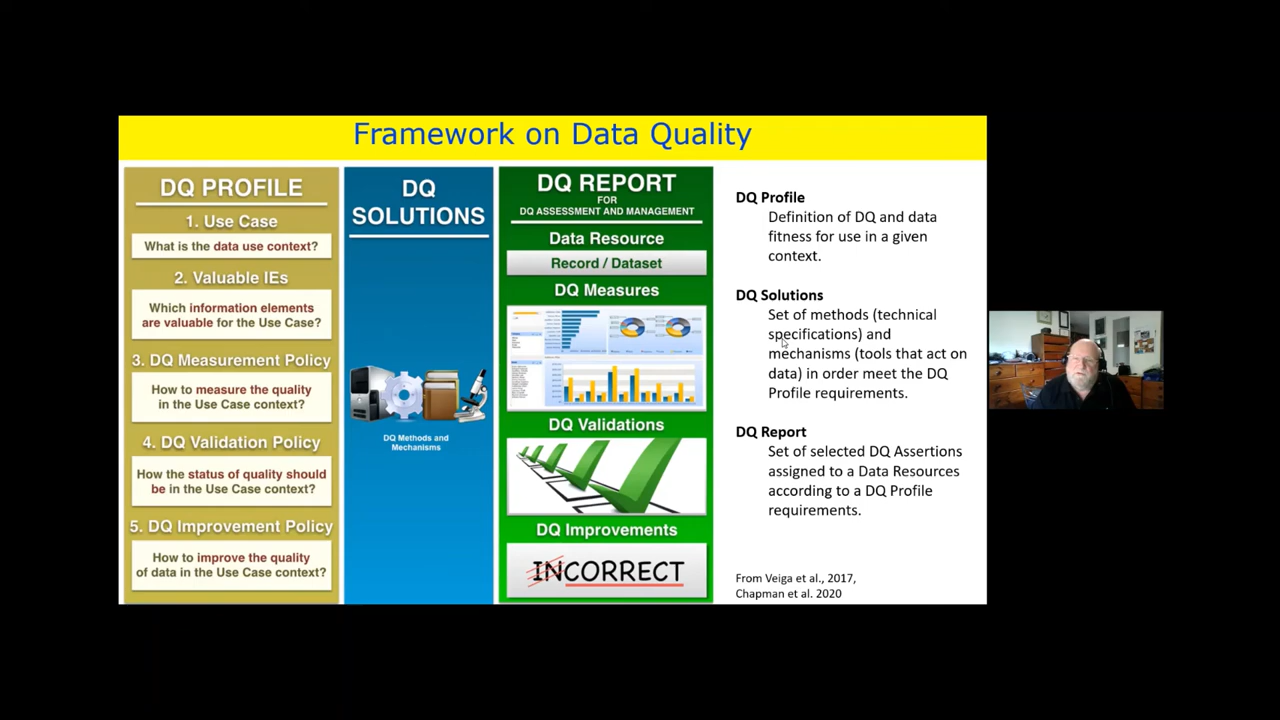 Framework on Data Quality
DQ PROFILE
1. Use Case
What is the data use context?
2. Valuable IEs
Which information elements
are valuable for the Use Case?
3. DQ Measurement Policy
How to measure the quality
in the Use Case context?
4. DQ Validation Policy
How the status of quality should
be in the Use Case context?
5. DQ Improvement Policy
How to improve the quality
of data in the Use Case context?
DQ
SOLUTIONS
DQ Methods and
Mechanisms
DQ REPORT
FOR
DQ ASSESSMENT AND MANAGEMENT
Data Resource
Record / Dataset
DQ Measures
DQ Validations
DQ Improvements
INCORRECT
DQ Profile
Definition of DQ and data
fitness for use in a given
context.
DQ Solutions
Set of methods (technical
specifications) and
mechanisms (tools that act on
data) in order meet the DQ
Profile requirements.
DQ Report
Set of selected DQ Assertions
assigned to a Data Resources
according to a DQ Profile
requirements.
From Veiga et al., 2017,
Chapman et al. 2020